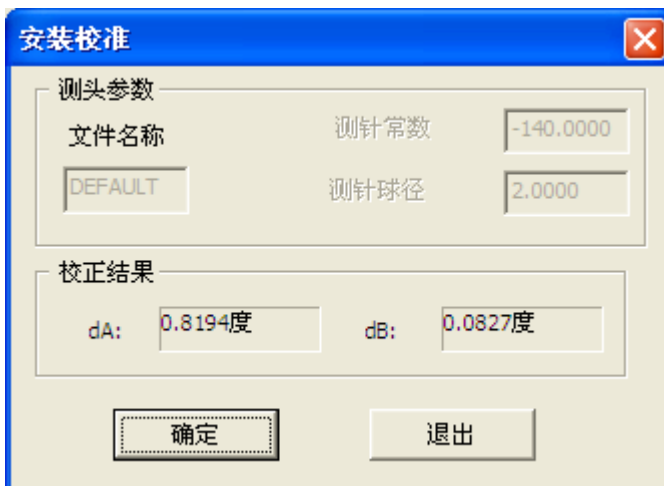 安装校准
测头参数
文件名称
测针常数
-140.0000
DEFAULT
测针球径
2.0000
校正结果
dA:
0.8194度
dB:
0.0827度
确定
退出